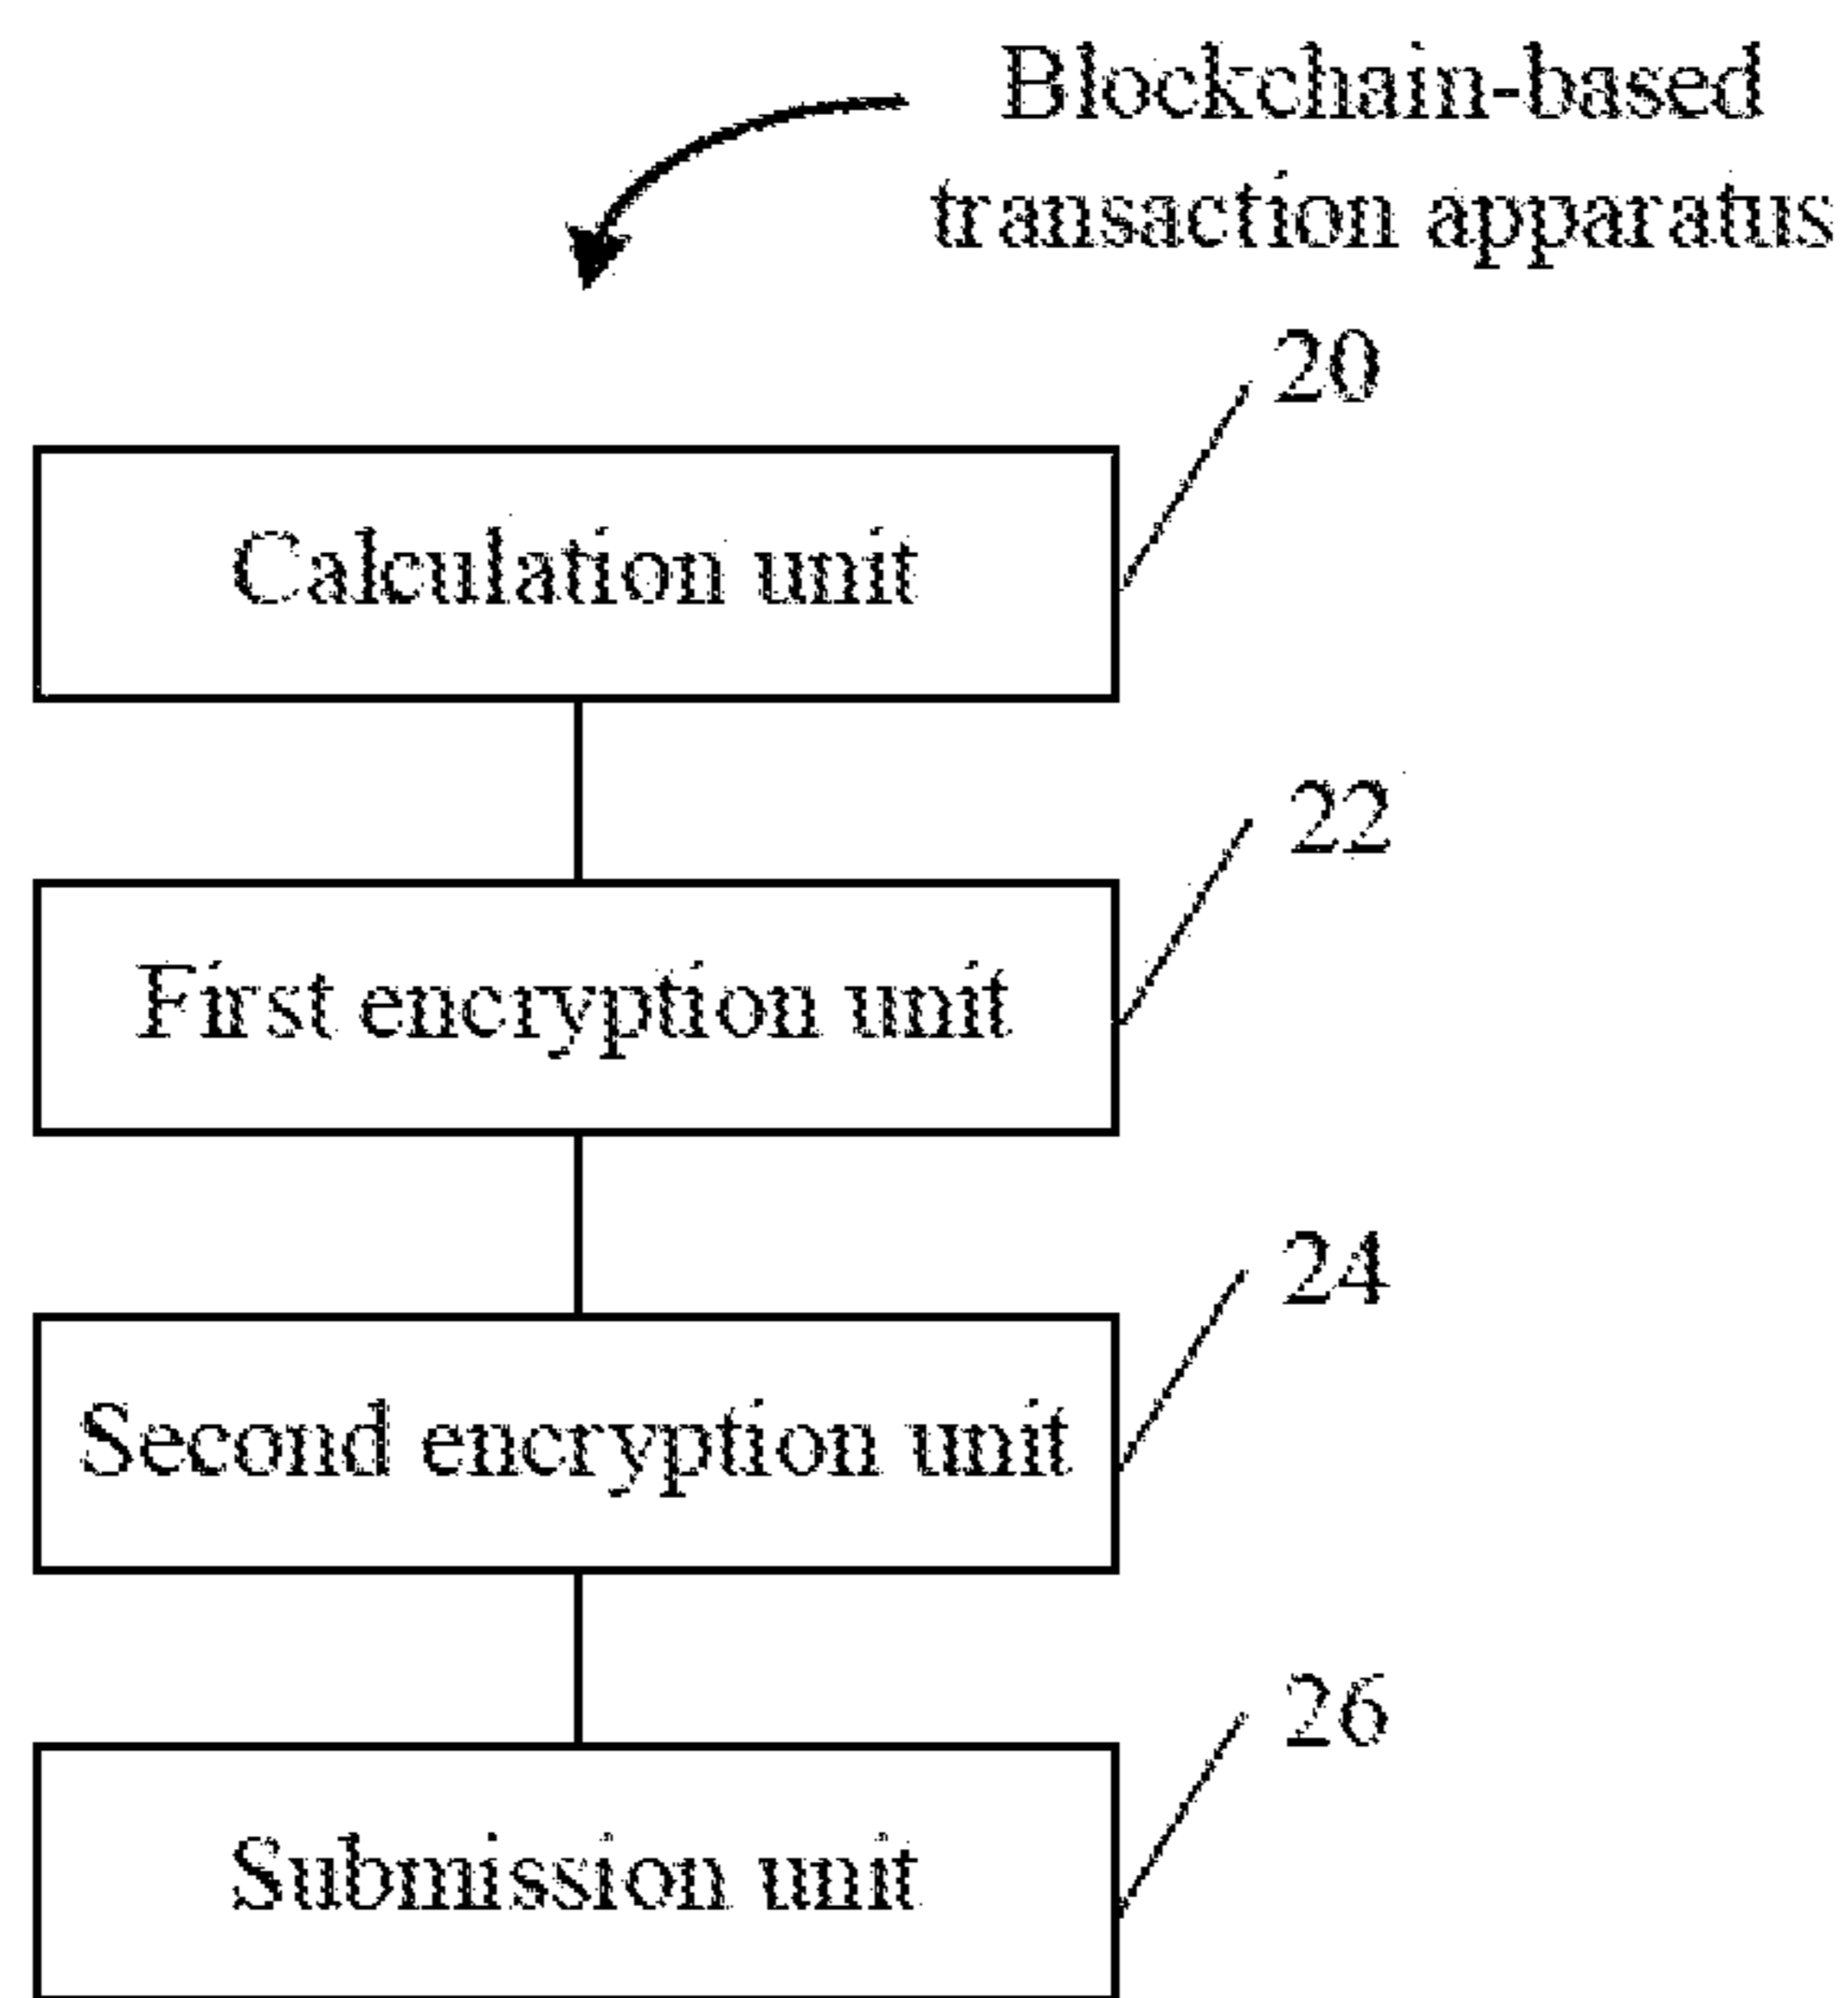 Blockchain-based
transaction apparatus
20
Calculation unit
22
First encryption unit
24
Second encryption unit
26
Submission unit